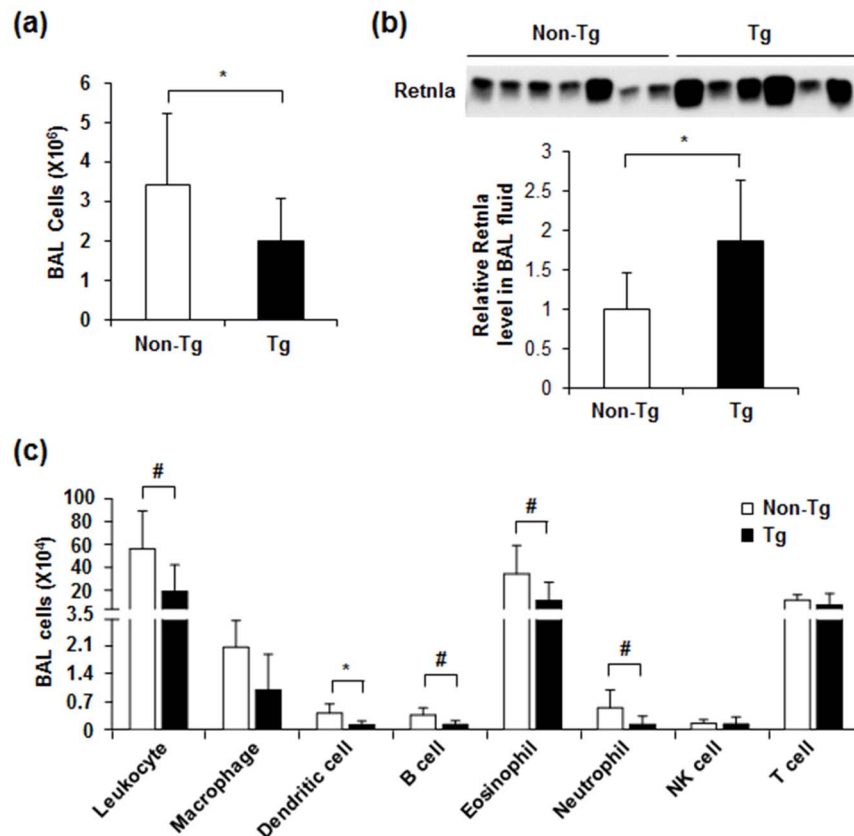 (a)
BAL Cells (X10⁶)
6
5
4
3
2
1
0
*
Non-Tg Tg
(b)
Non-Tg Tg
Retnla
Relative Retnla
level in BAL fluid
3
2.5
2
1.5
1
0.5
0
*
Non-Tg Tg
(c)
BAL cells (X10⁴)
100
80
60
40
20
3.5
2.1
1.4
0.7
0
# * # # #
Non-Tg
Tg
Leukocyte
Macrophage
Dendritic cell
B cell
Eosinophil
Neutrophil
NK cell
T cell